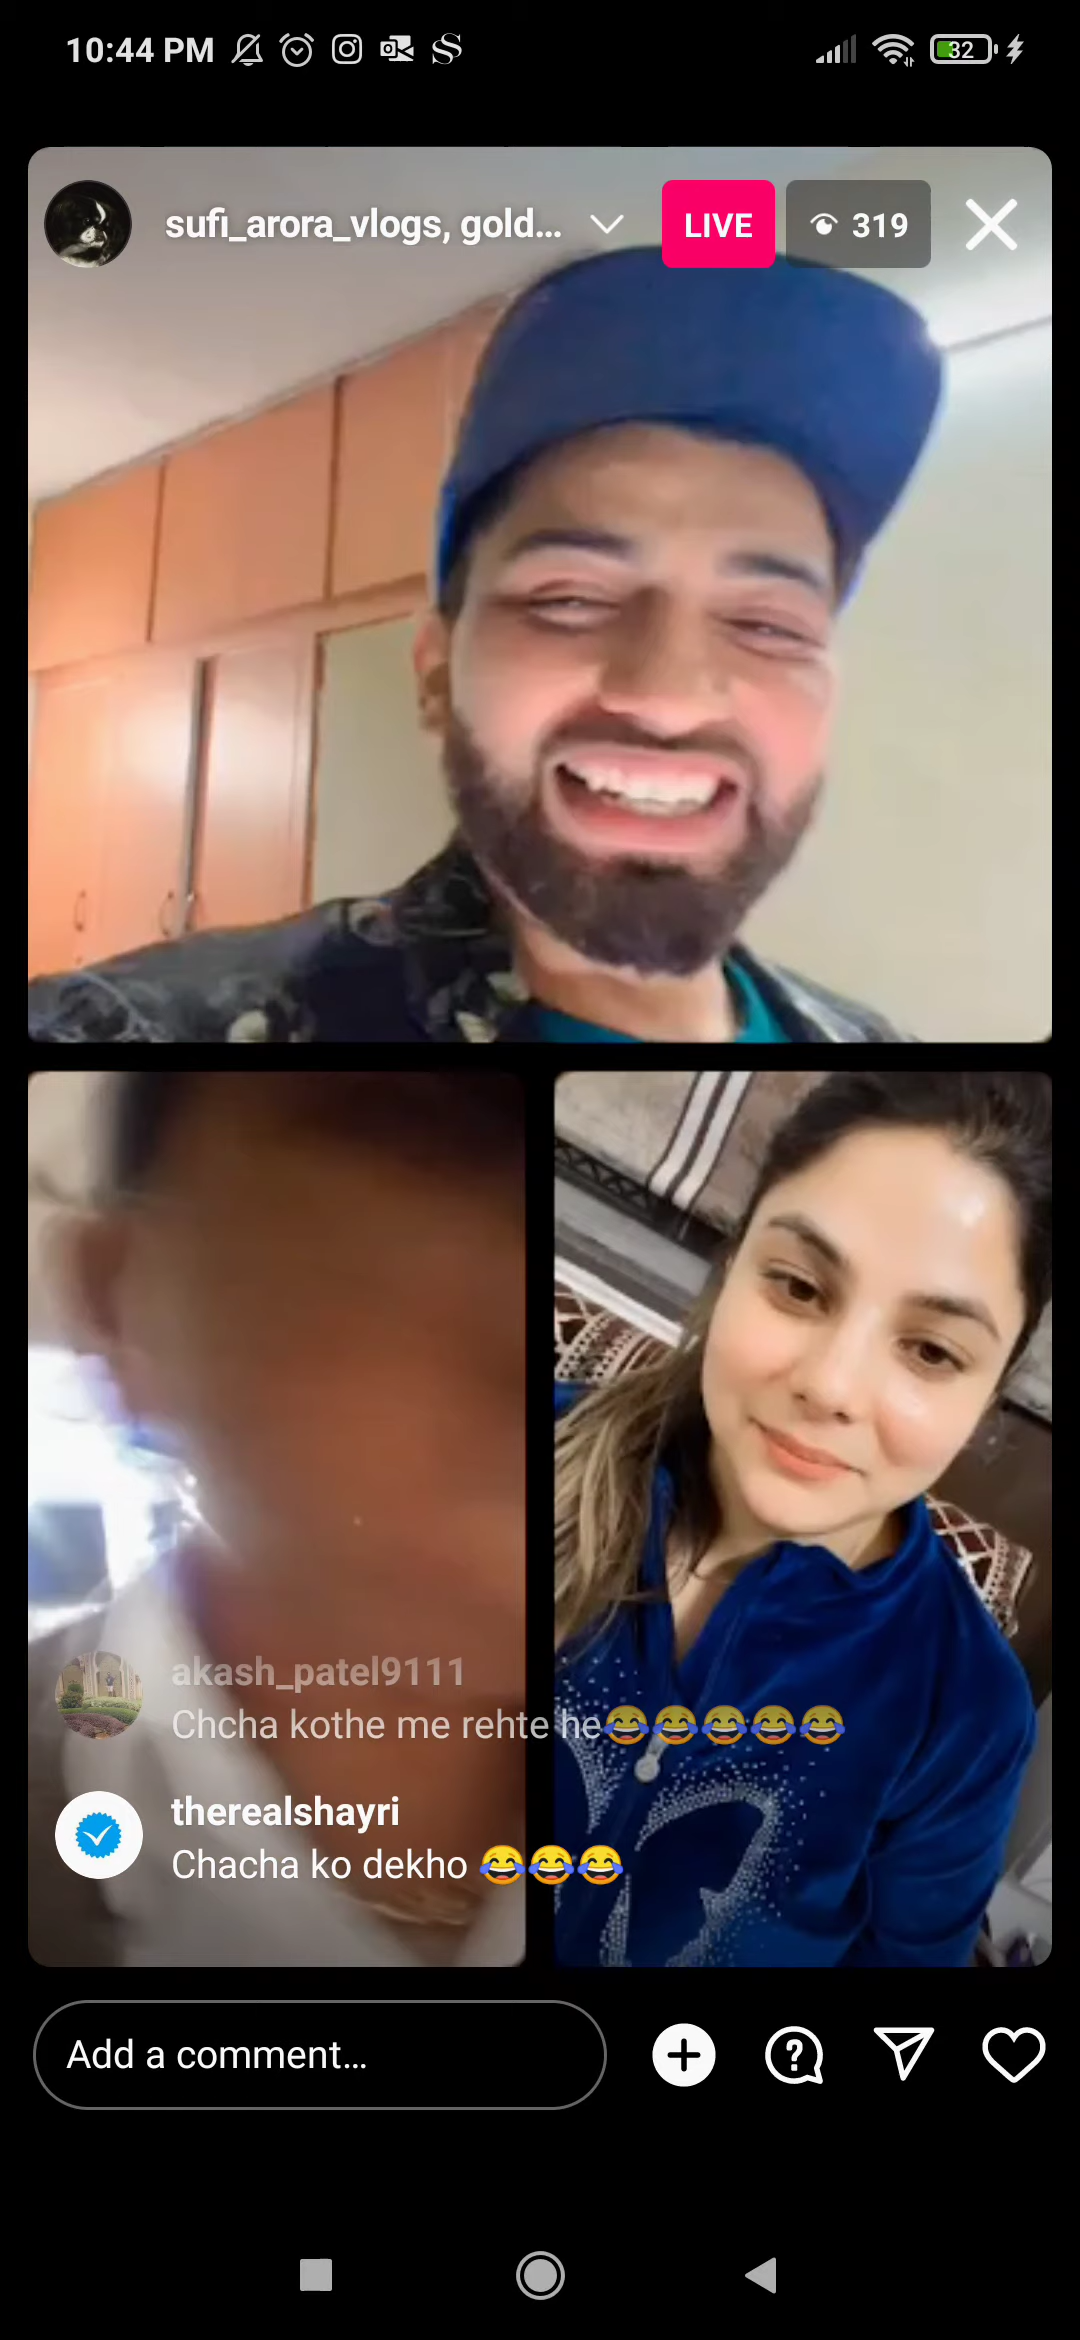 10:44 PM
32
sufi_arora_vlogs, gold...
LIVE
319
akash_patel9111
Chcha kothe me rehte he😂😂😂😂😂
therealshayri
Chacha ko dekho 😂😂😂
Add a comment...